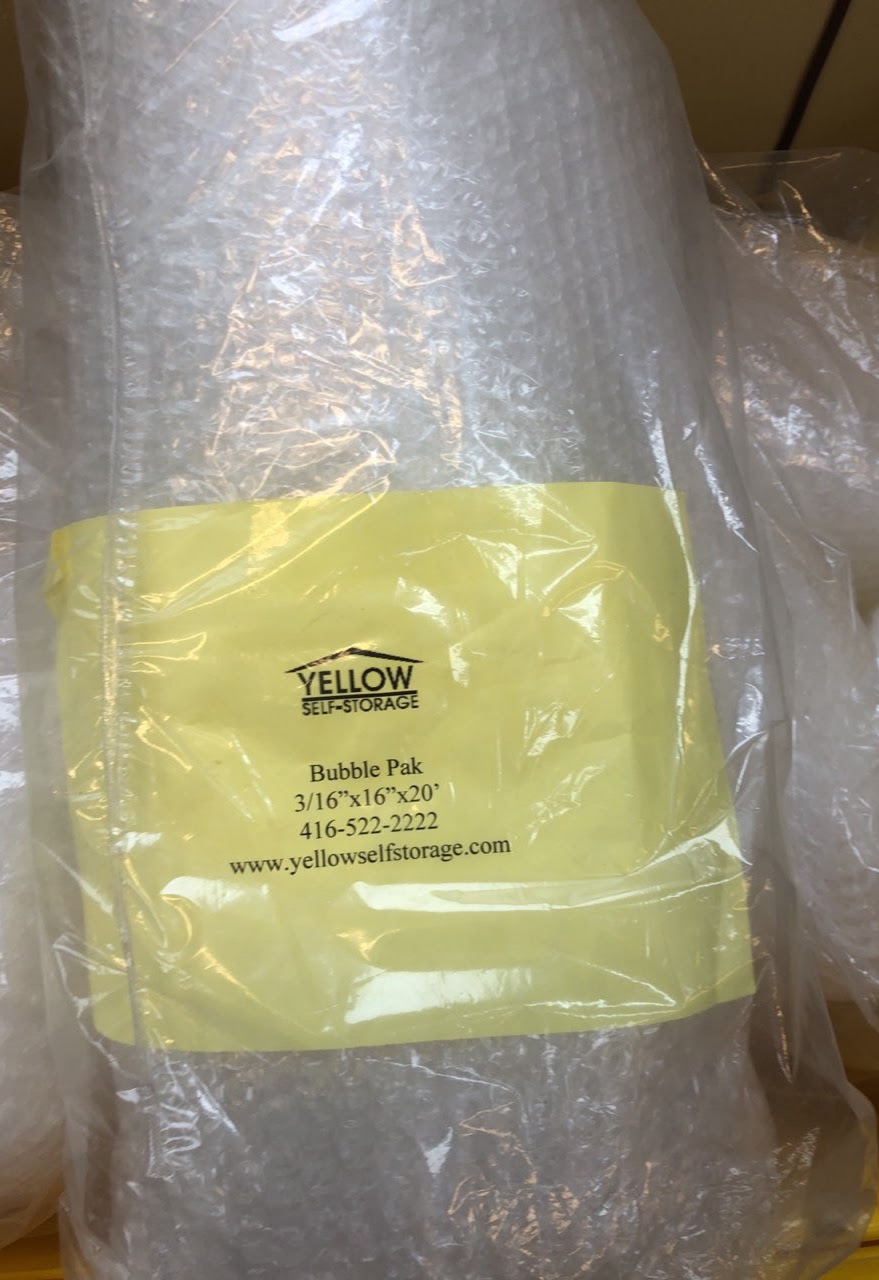 YELLOW
SELF-STORAGE
Bubble Pak
3/16”x16”x20’
416-522-2222
www.yellowselfstorage.com